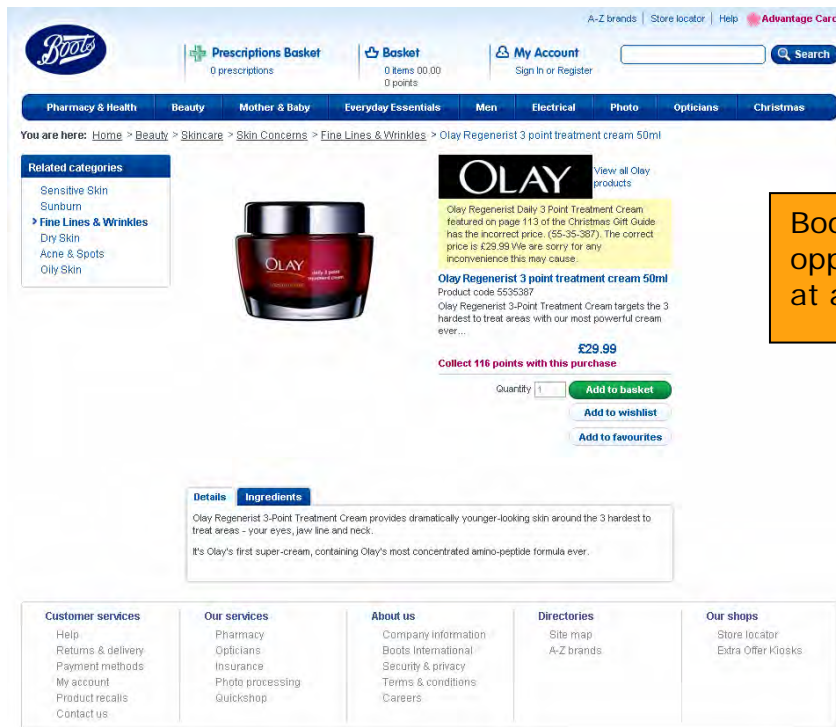 A-Z brands | Store locator | Help Advantage Card
Boots
Prescriptions Basket
0 prescriptions
Basket
0 items 00.00
0 points
My Account
Sign In or Register
Search
Pharmacy & Health Beauty Mother & Baby Everyday Essentials Men Electrical Photo Opticians Christmas
You are here: Home > Beauty > Skincare > Skin Concerns > Fine Lines & Wrinkles > Olay Regenerist 3 point treatment cream 50ml
Related categories
Sensitive Skin
Sunburn
Fine Lines & Wrinkles
Dry Skin
Acne & Spots
Oily Skin
OLAY
daily 3 point
treatment cream
OLAY
View all Olay
products
Olay Regenerist Daily 3 Point Treatment Cream
featured on page 113 of the Christmas Gift Guide
has the incorrect price. (55-35-387). The correct
price is £29.99 We are sorry for any
inconvenience this may cause.
Olay Regenerist 3 point treatment cream 50ml
Product code 5535387
Olay Regenerist 3-Point Treatment Cream targets the 3
hardest to treat areas with our most powerful cream
ever...
£29.99
Collect 116 points with this purchase
Quantity 1 Add to basket
Add to wishlist
Add to favourites
Boo
opp
at a
Details Ingredients
Olay Regenerist 3-Point Treatment Cream provides dramatically younger-looking skin around the 3 hardest to
treat areas - your eyes, jaw line and neck.
It's Olay's first super-cream, containing Olay's most concentrated amino-peptide formula ever.
Customer services
Help
Returns & delivery
Payment methods
My account
Product recalls
Contact us
Our services
Pharmacy
Opticians
Insurance
Photo processing
Quickshop
About us
Company information
Boots International
Security & privacy
Terms & conditions
Careers
Directories
Site map
A-Z brands
Our shops
Store locator
Extra Offer Kiosks